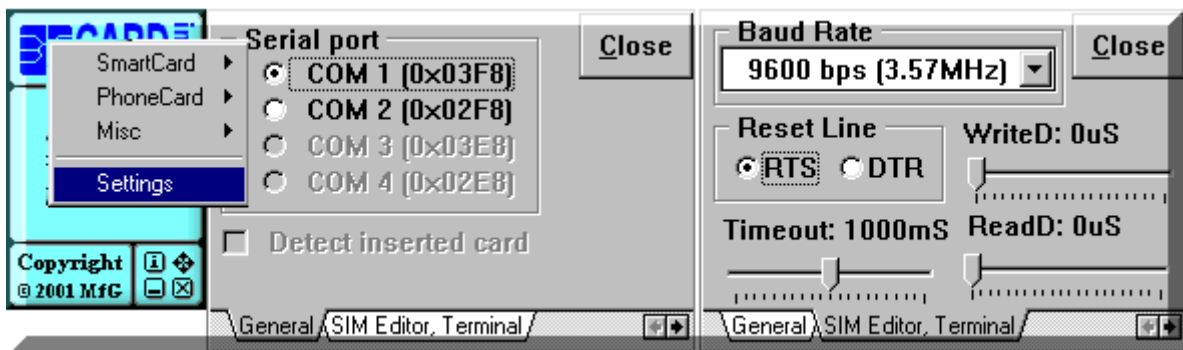 CARD
SmartCard
PhoneCard
Misc
Settings
Copyright
© 2001 MfG
Serial port
COM 1 (0x03F8)
COM 2 (0x02F8)
COM 3 (0x03E8)
COM 4 (0x02E8)
Detect inserted card
Close
General SIM Editor, Terminal
Baud Rate
9600 bps (3.57MHz)
Close
Reset Line
RTS DTR
WriteD: 0uS
Timeout: 1000mS
ReadD: 0uS
General SIM Editor, Terminal